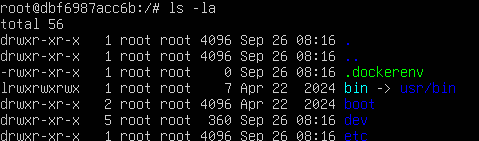 root@dbf6987acc6b:/# ls -la
total 56
drwxr-xr-x   1 root root 4096 Sep 26 08:16 .
drwxr-xr-x   1 root root 4096 Sep 26 08:16 ..
-rwxr-xr-x   1 root root    0 Sep 26 08:16 .dockerenv
lrwxrwxrwx   1 root root    7 Apr 22  2024 bin -> usr/bin
drwxr-xr-x   2 root root 4096 Apr 22  2024 boot
drwxr-xr-x   5 root root  360 Sep 26 08:16 dev
drwxr-xr-x   1 root root 4096 Sep 26 08:16 etc